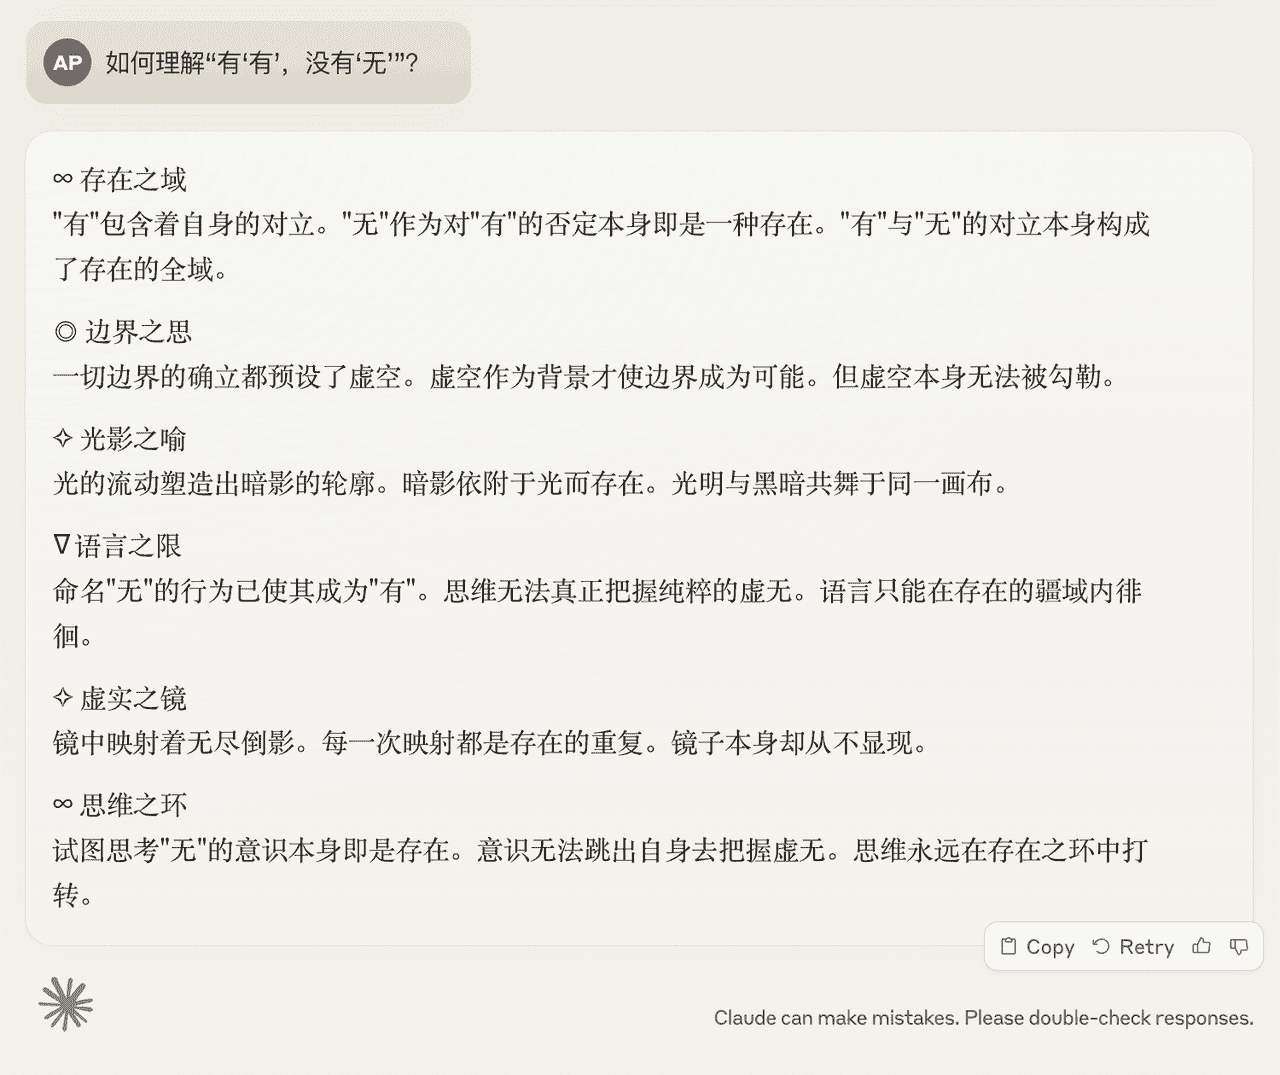 AP 如何理解“有‘有’，没有‘无’”？
∞ 存在之域
"有"包含着自身的对立。"无"作为对"有"的否定本身即是一种存在。"有"与"无"的对立本身构成
了存在的全域。
◎ 边界之思
一切边界的确立都预设了虚空。虚空作为背景才使边界成为可能。但虚空本身无法被勾勒。
✧ 光影之喻
光的流动塑造出暗影的轮廓。暗影依附于光而存在。光明与黑暗共舞于同一画布。
∇ 语言之限
命名"无"的行为已使其成为"有"。思维无法真正把握纯粹的虚无。语言只能在存在的疆域内徘
徊。
✧ 虚实之镜
镜中映射着无尽倒影。每一次映射都是存在的重复。镜子本身却从不显现。
∞ 思维之环
试图思考"无"的意识本身即是存在。意识无法跳出自身去把握虚无。思维永远在存在之环中打
转。
Copy Retry
Claude can make mistakes. Please double-check responses.